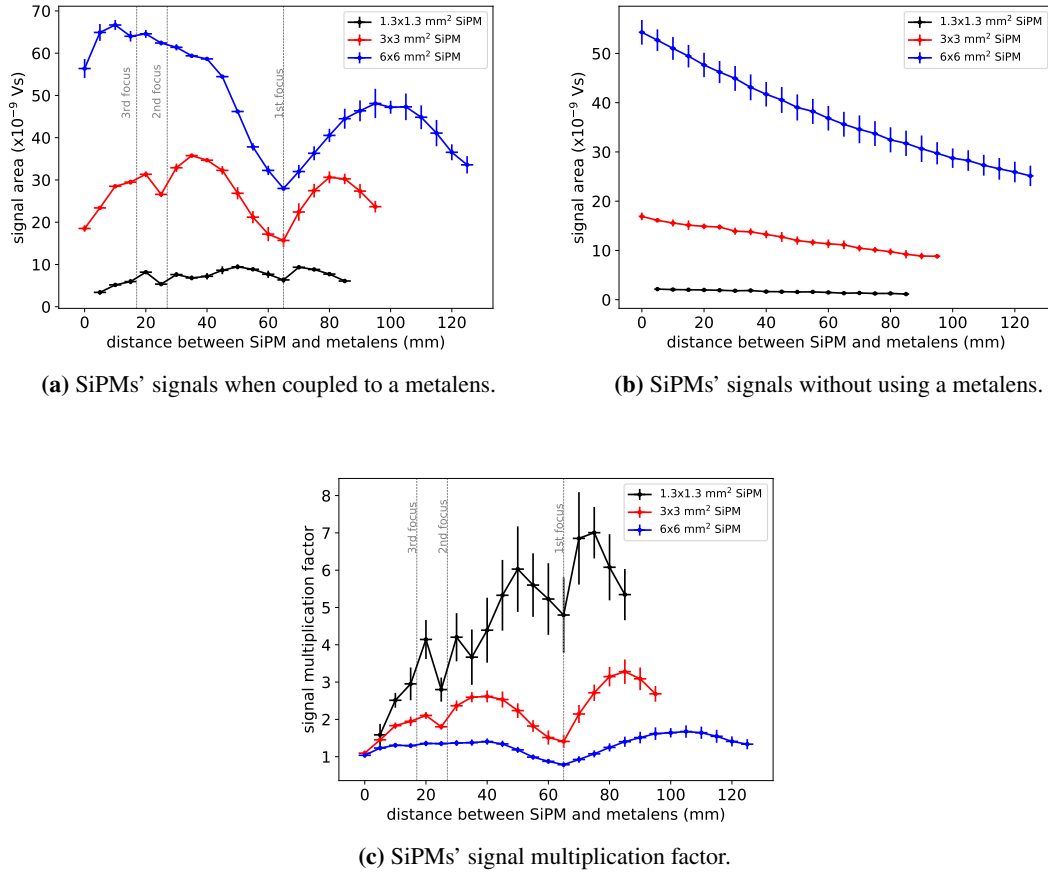 70
60
50
40
30
20
10
0
signal area (x10⁻⁹ Vs)
3rd focus
2nd focus
1st focus
1.3x1.3 mm² SiPM
3x3 mm² SiPM
6x6 mm² SiPM
0 20 40 60 80 100 120
distance between SiPM and metalens (mm)
(a) SiPMs' signals when coupled to a metalens.
50
40
30
20
10
0
signal area (x10⁻⁹ Vs)
1.3x1.3 mm² SiPM
3x3 mm² SiPM
6x6 mm² SiPM
0 20 40 60 80 100 120
distance between SiPM and metalens (mm)
(b) SiPMs' signals without using a metalens.
8
7
6
5
4
3
2
1
signal multiplication factor
3rd focus
2nd focus
1st focus
1.3x1.3 mm² SiPM
3x3 mm² SiPM
6x6 mm² SiPM
0 20 40 60 80 100 120
distance between SiPM and metalens (mm)
(c) SiPMs' signal multiplication factor.